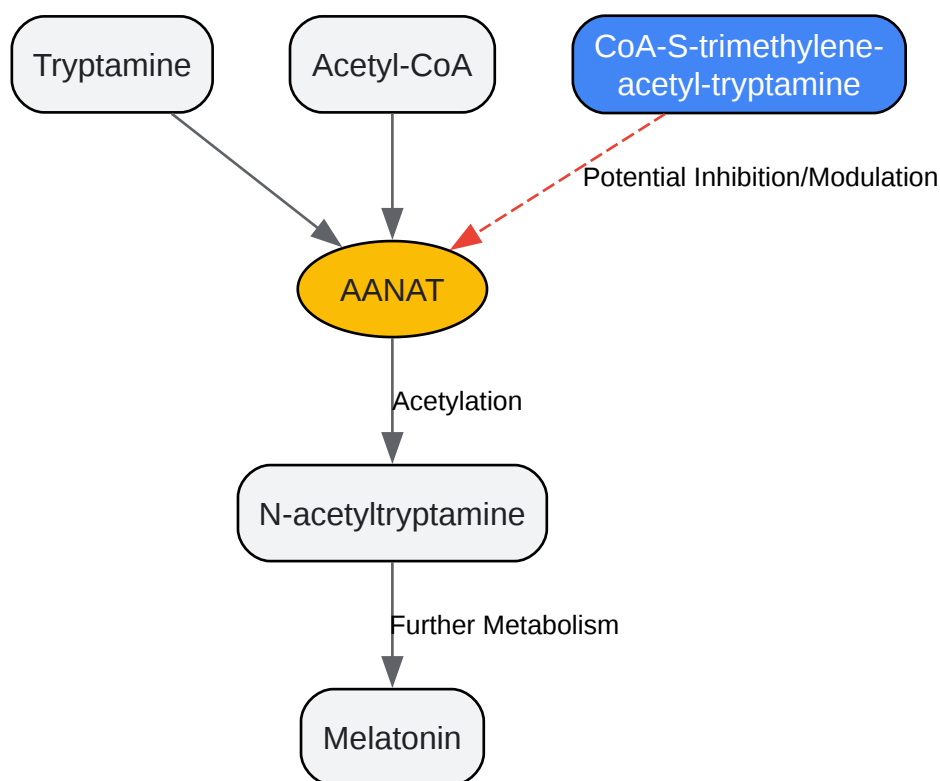 Tryptamine
Acetyl-CoA
CoA-S-trimethylene-
acetyl-tryptamine
Potential Inhibition/Modulation
AANAT
Acetylation
N-acetyltryptamine
Further Metabolism
Melatonin